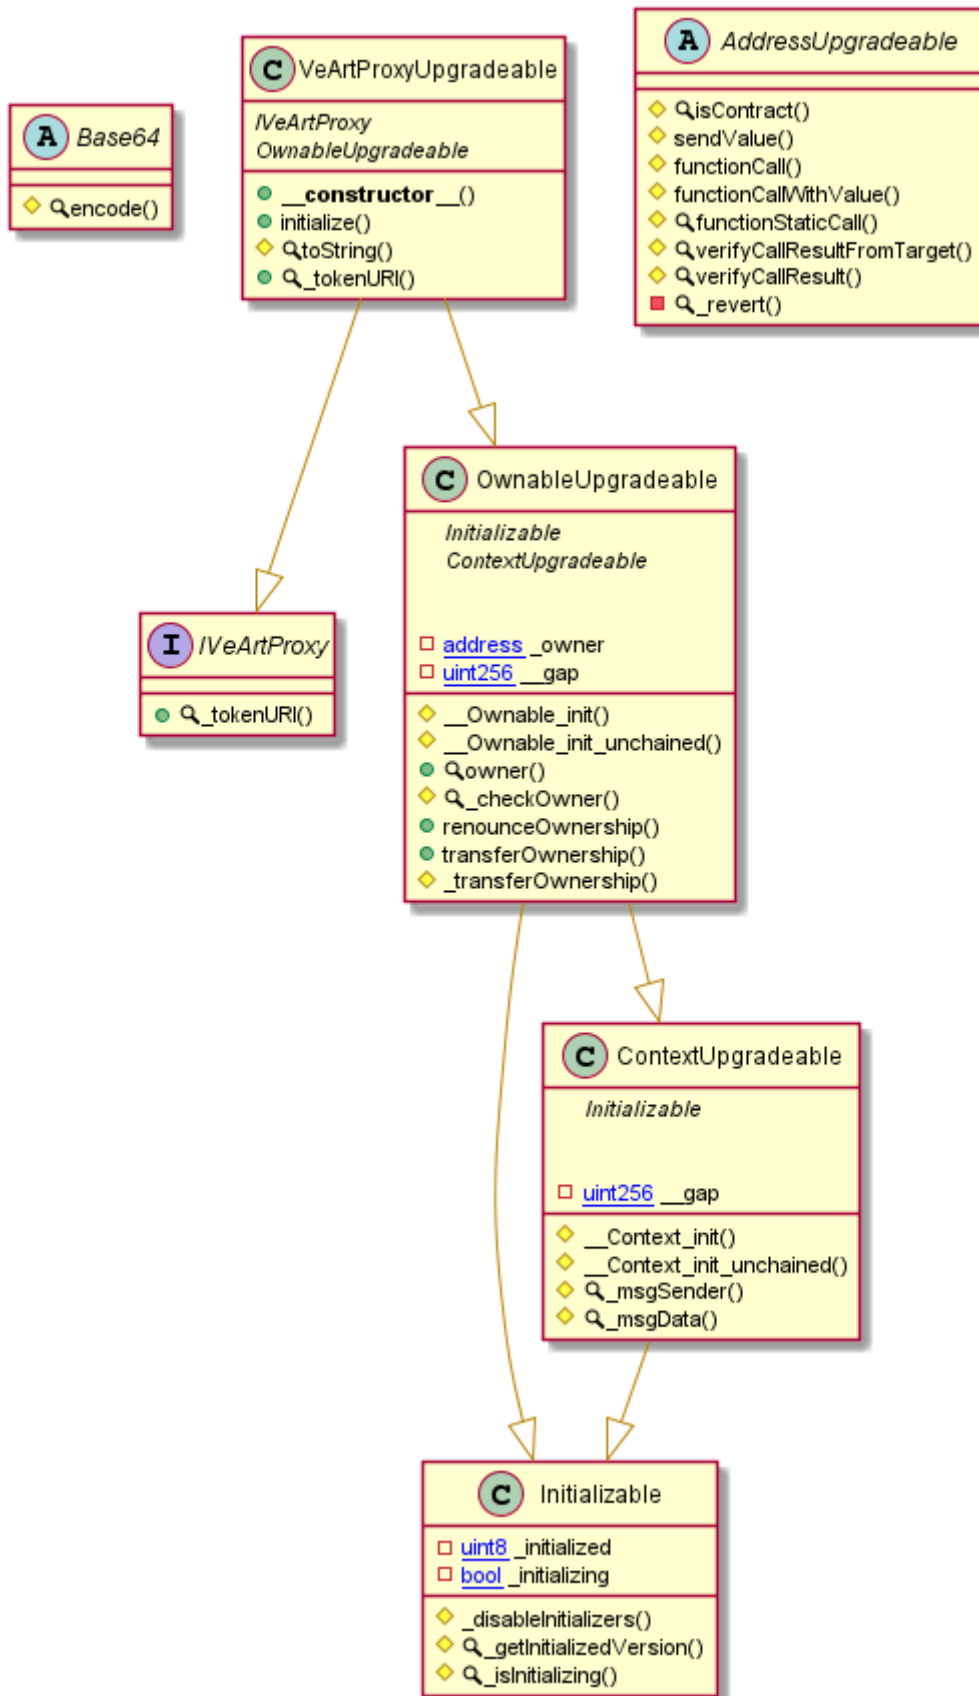 A Base64
encode()
C VeArtProxyUpgradeable
IVeArtProxy
OwnableUpgradeable
__constructor__()
initialize()
toString()
_tokenURI()
A AddressUpgradeable
isContract()
sendValue()
functionCall()
functionCallWithValue()
functionStaticCall()
verifyCallResultFromTarget()
verifyCallResult()
_revert()
I IVeArtProxy
_tokenURI()
C OwnableUpgradeable
Initializable
ContextUpgradeable
address _owner
uint256 __gap
__Ownable_init()
__Ownable_init_unchained()
owner()
_checkOwner()
renounceOwnership()
transferOwnership()
_transferOwnership()
C ContextUpgradeable
Initializable
uint256 __gap
__Context_init()
__Context_init_unchained()
_msgSender()
_msgData()
C Initializable
uint8 _initialized
bool _initializing
_disableInitializers()
_getInitializedVersion()
_isInitializing()